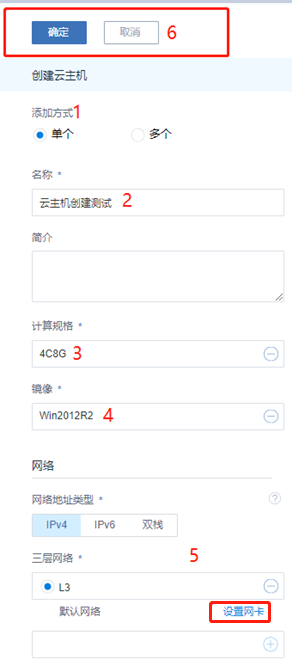 确定 取消 6
创建云主机
添加方式1
单个 多个
名称 *
云主机创建测试 2
简介
计算规格 *
4C8G 3
镜像 *
Win2012R2 4
网络
网络地址类型 * ?
IPv4 IPv6 双栈
三层网络 * 5
L3
默认网络 设置网卡